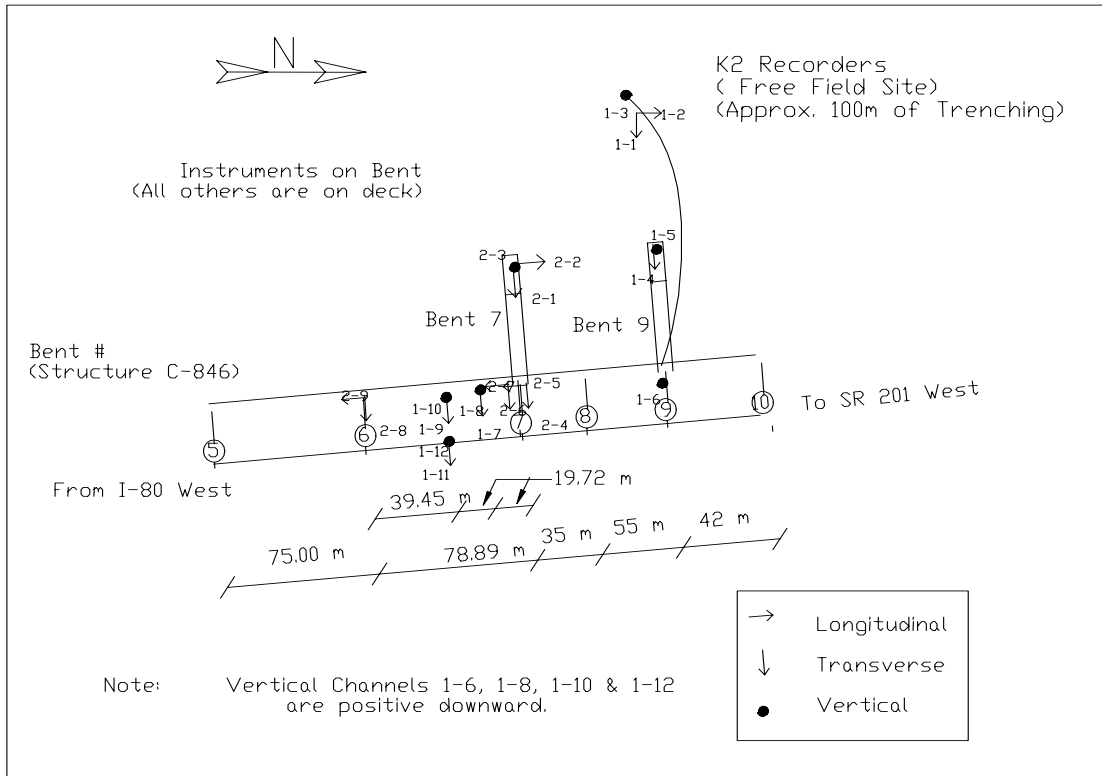 N
K2 Recorders
( Free Field Site)
(Approx. 100m of Trenching)
1-3
1-2
1-1
Instruments on Bent
(All others are on deck)
2-3
2-2
2-1
1-5
1-4
Bent 7
Bent 9
Bent #
(Structure C-846)
2-9
2-5
1-10
1-8
1-6
2-8
1-9
1-7
2-4
1-12
1-11
5
6
7
8
9
10
To SR 201 West
From I-80 West
19.72 m
39.45 m
75.00 m
78.89 m
35 m
55 m
42 m
Longitudinal
Transverse
Vertical
Note:
Vertical Channels 1-6, 1-8, 1-10 & 1-12
are positive downward.